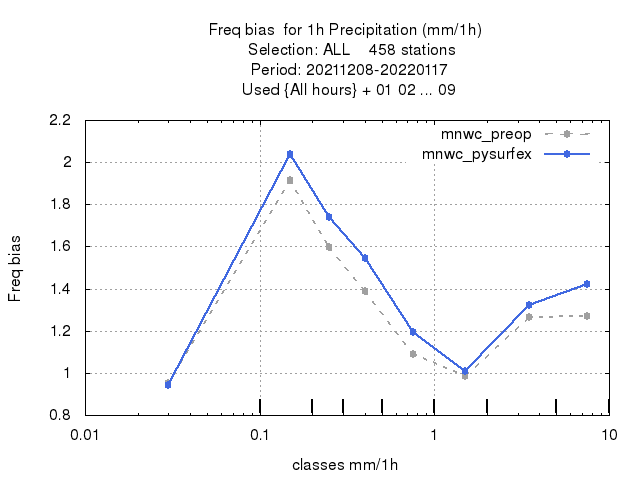 Freq bias  for 1h Precipitation (mm/1h)
Selection: ALL    458 stations
Period: 20211208-20220117
Used {All hours} + 01 02 ... 09
mnwc_preop
mnwc_pysurfex
2.2
2
1.8
1.6
1.4
1.2
1
0.8
Freq bias
0.01 0.1 1 10
classes mm/1h